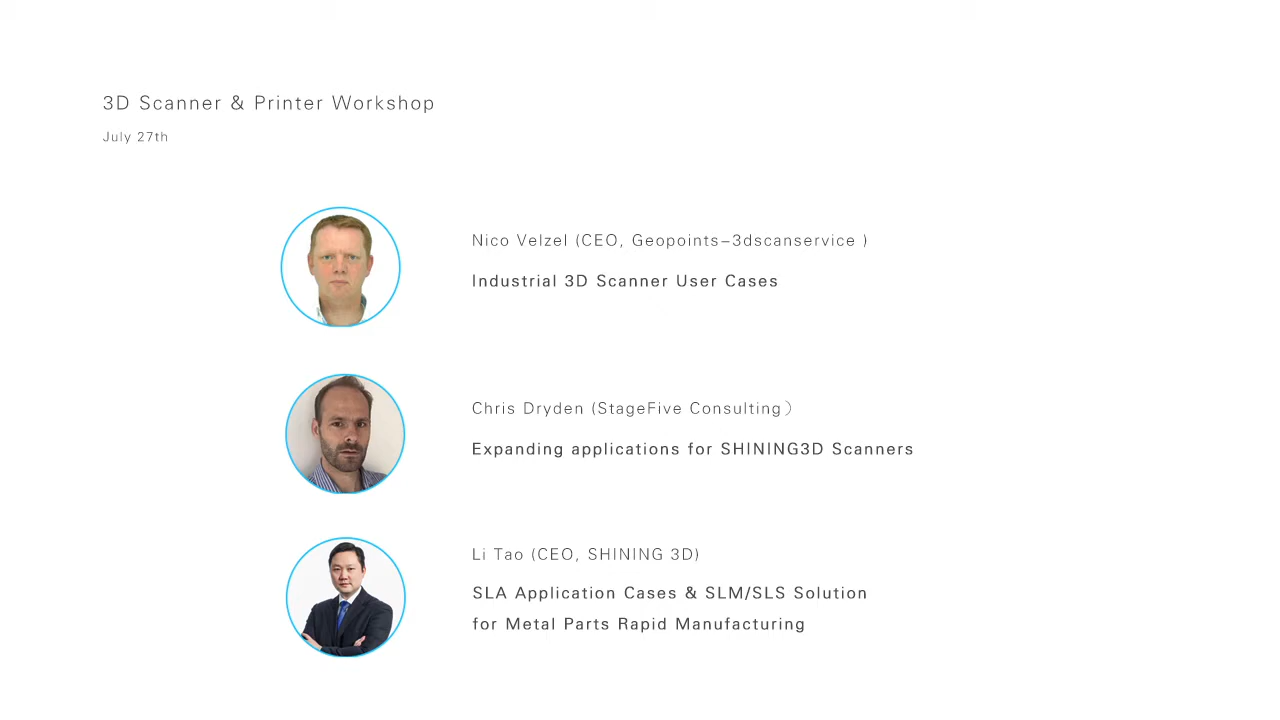 3D Scanner & Printer Workshop
July 27th
Nico Velzel (CEO, Geopoints–3dscanservice )
Industrial 3D Scanner User Cases
Chris Dryden (StageFive Consulting）
Expanding applications for SHINING3D Scanners
Li Tao (CEO, SHINING 3D)
SLA Application Cases & SLM/SLS Solution
for Metal Parts Rapid Manufacturing